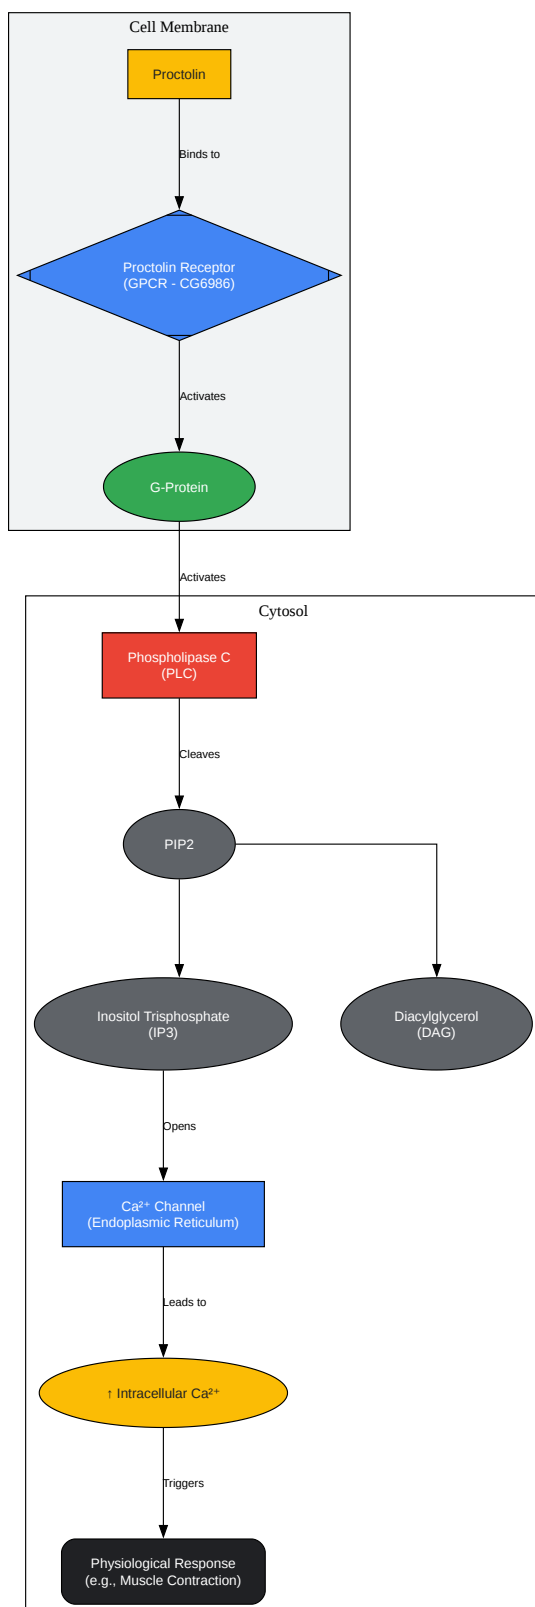 Cell Membrane
Proctolin
Binds to
Proctolin Receptor
(GPCR - CG6986)
Activates
G-Protein
Activates
Cytosol
Phospholipase C
(PLC)
Cleaves
PIP2
Inositol Trisphosphate
(IP3)
Diacylglycerol
(DAG)
Opens
Ca²⁺ Channel
(Endoplasmic Reticulum)
Leads to
↑ Intracellular Ca²⁺
Triggers
Physiological Response
(e.g., Muscle Contraction)